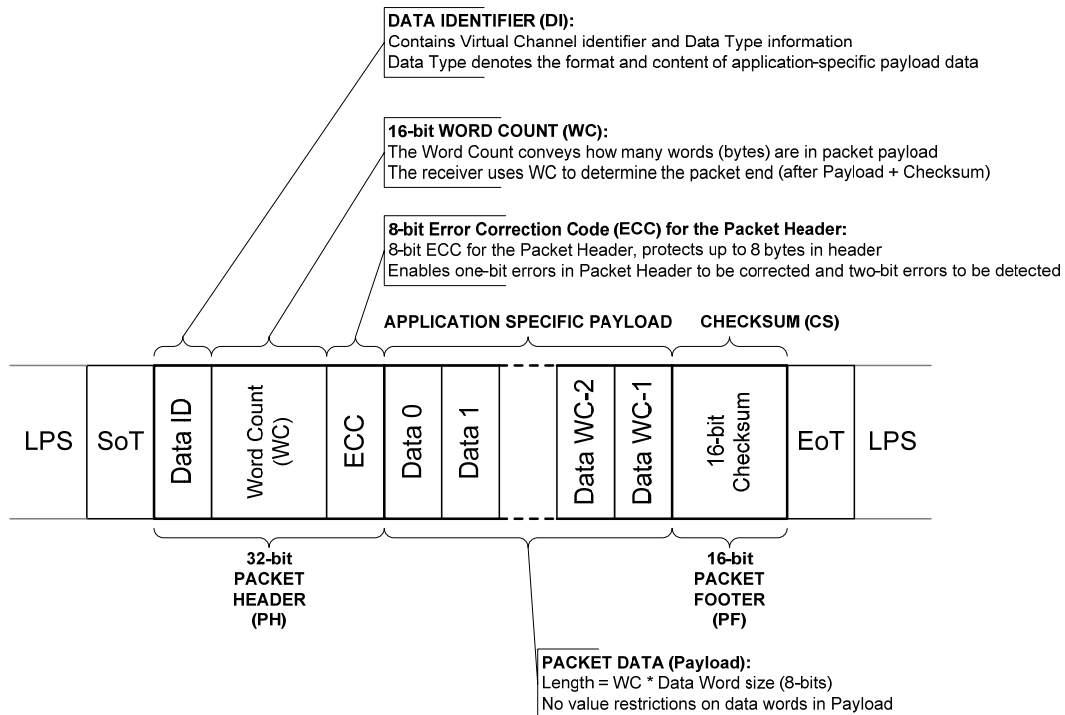 DATA IDENTIFIER (DI):
Contains Virtual Channel identifier and Data Type information
Data Type denotes the format and content of application-specific payload data
16-bit WORD COUNT (WC):
The Word Count conveys how many words (bytes) are in packet payload
The receiver uses WC to determine the packet end (after Payload + Checksum)
8-bit Error Correction Code (ECC) for the Packet Header:
8-bit ECC for the Packet Header, protects up to 8 bytes in header
Enables one-bit errors in Packet Header to be corrected and two-bit errors to be detected
APPLICATION SPECIFIC PAYLOAD
CHECKSUM (CS)
LPS
SoT
Data ID
Word Count
(WC)
ECC
Data 0
Data 1
Data WC-2
Data WC-1
16-bit
Checksum
EoT
LPS
32-bit
PACKET
HEADER
(PH)
16-bit
PACKET
FOOTER
(PF)
PACKET DATA (Payload):
Length = WC * Data Word size (8-bits)
No value restrictions on data words in Payload